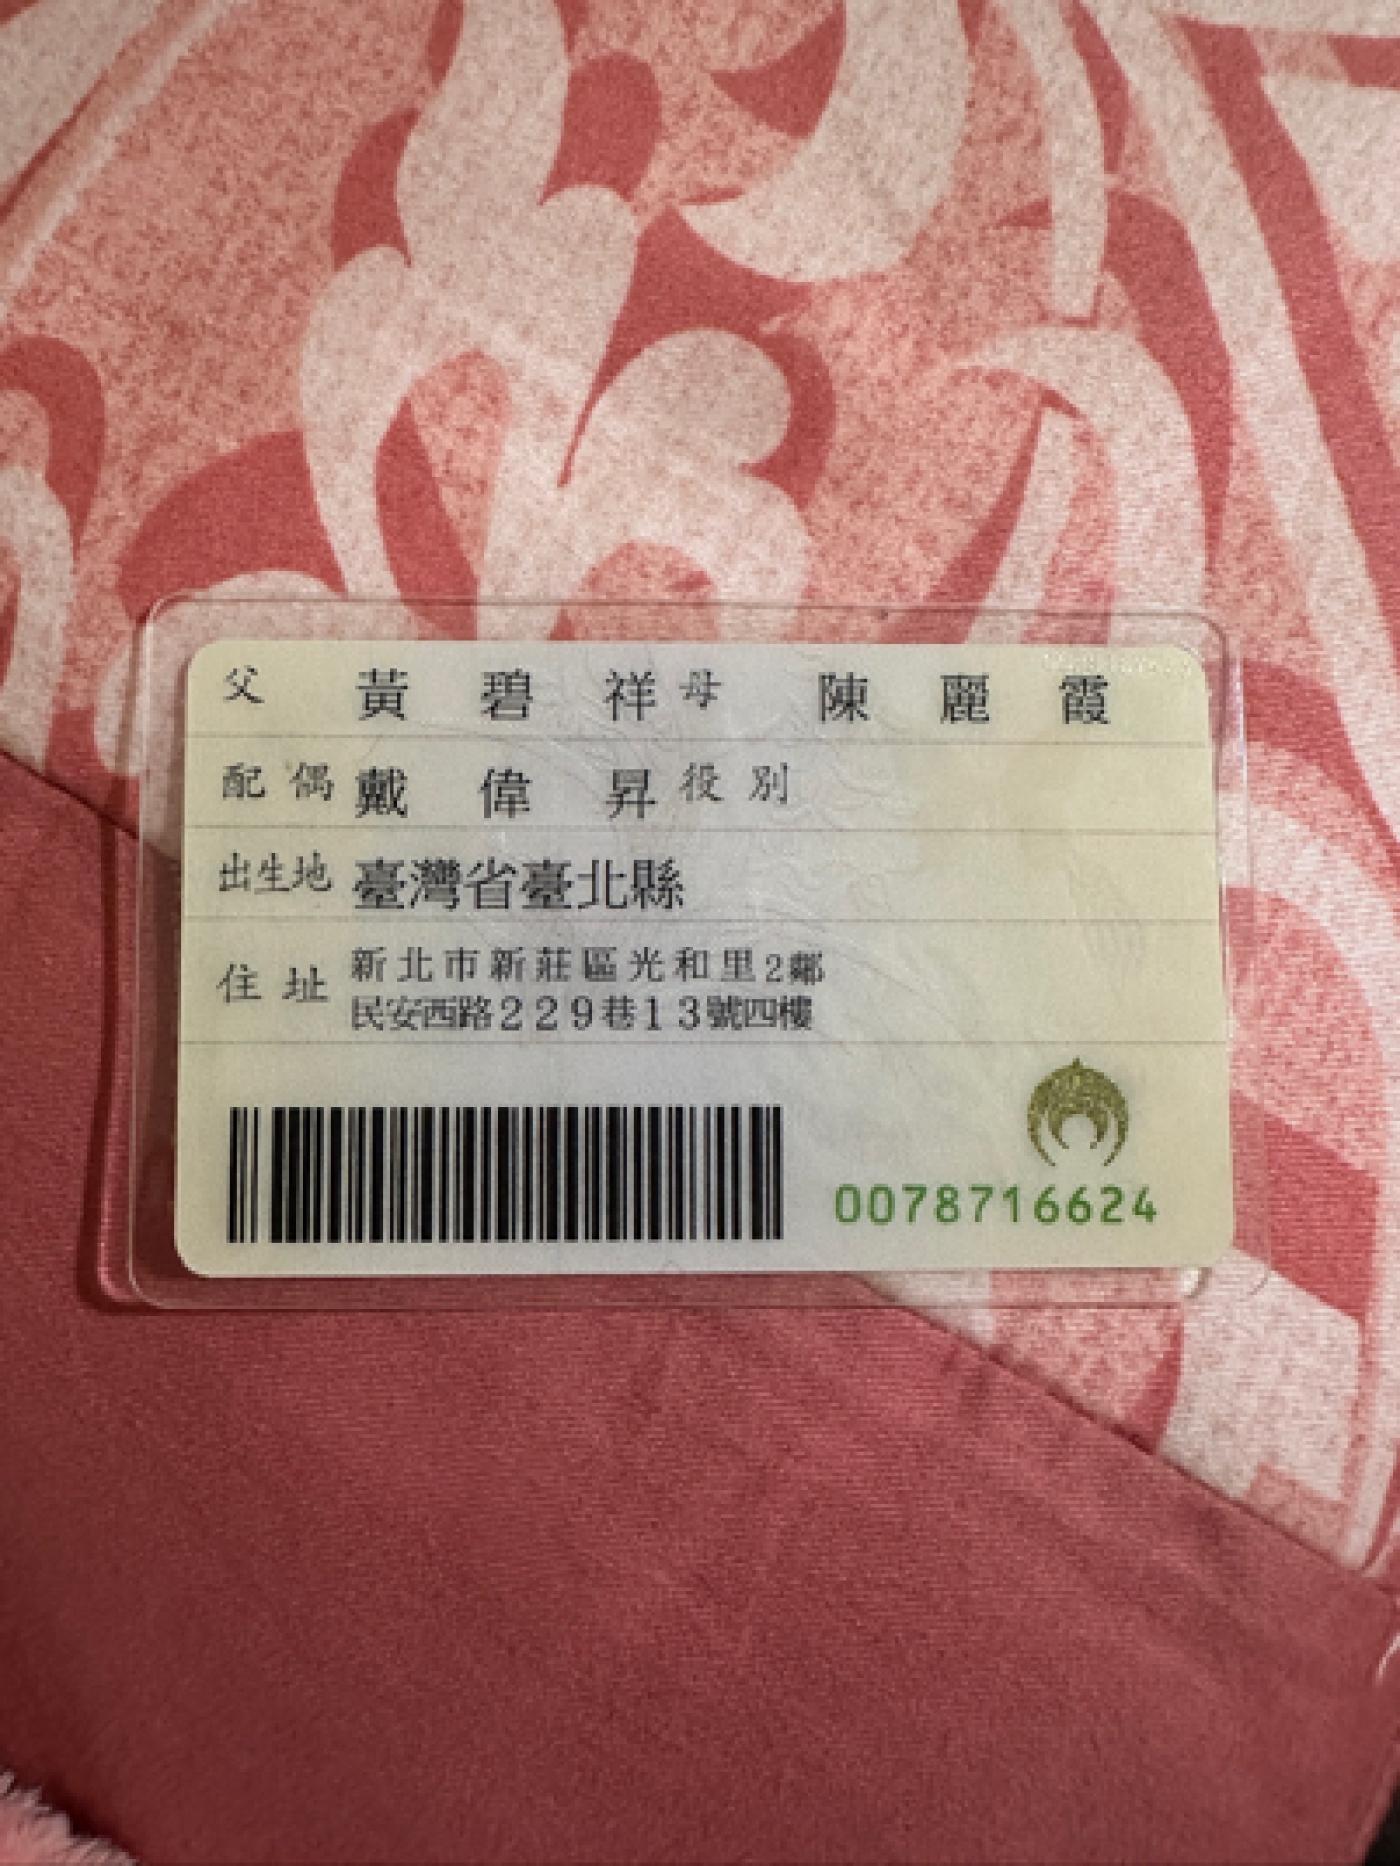 父 黃碧祥 母 陳麗霞
配偶 戴偉昇 役別
出生地 臺灣省臺北縣
住址 新北市新莊區光和里2鄰
民安西路229巷13號四樓
0078716624